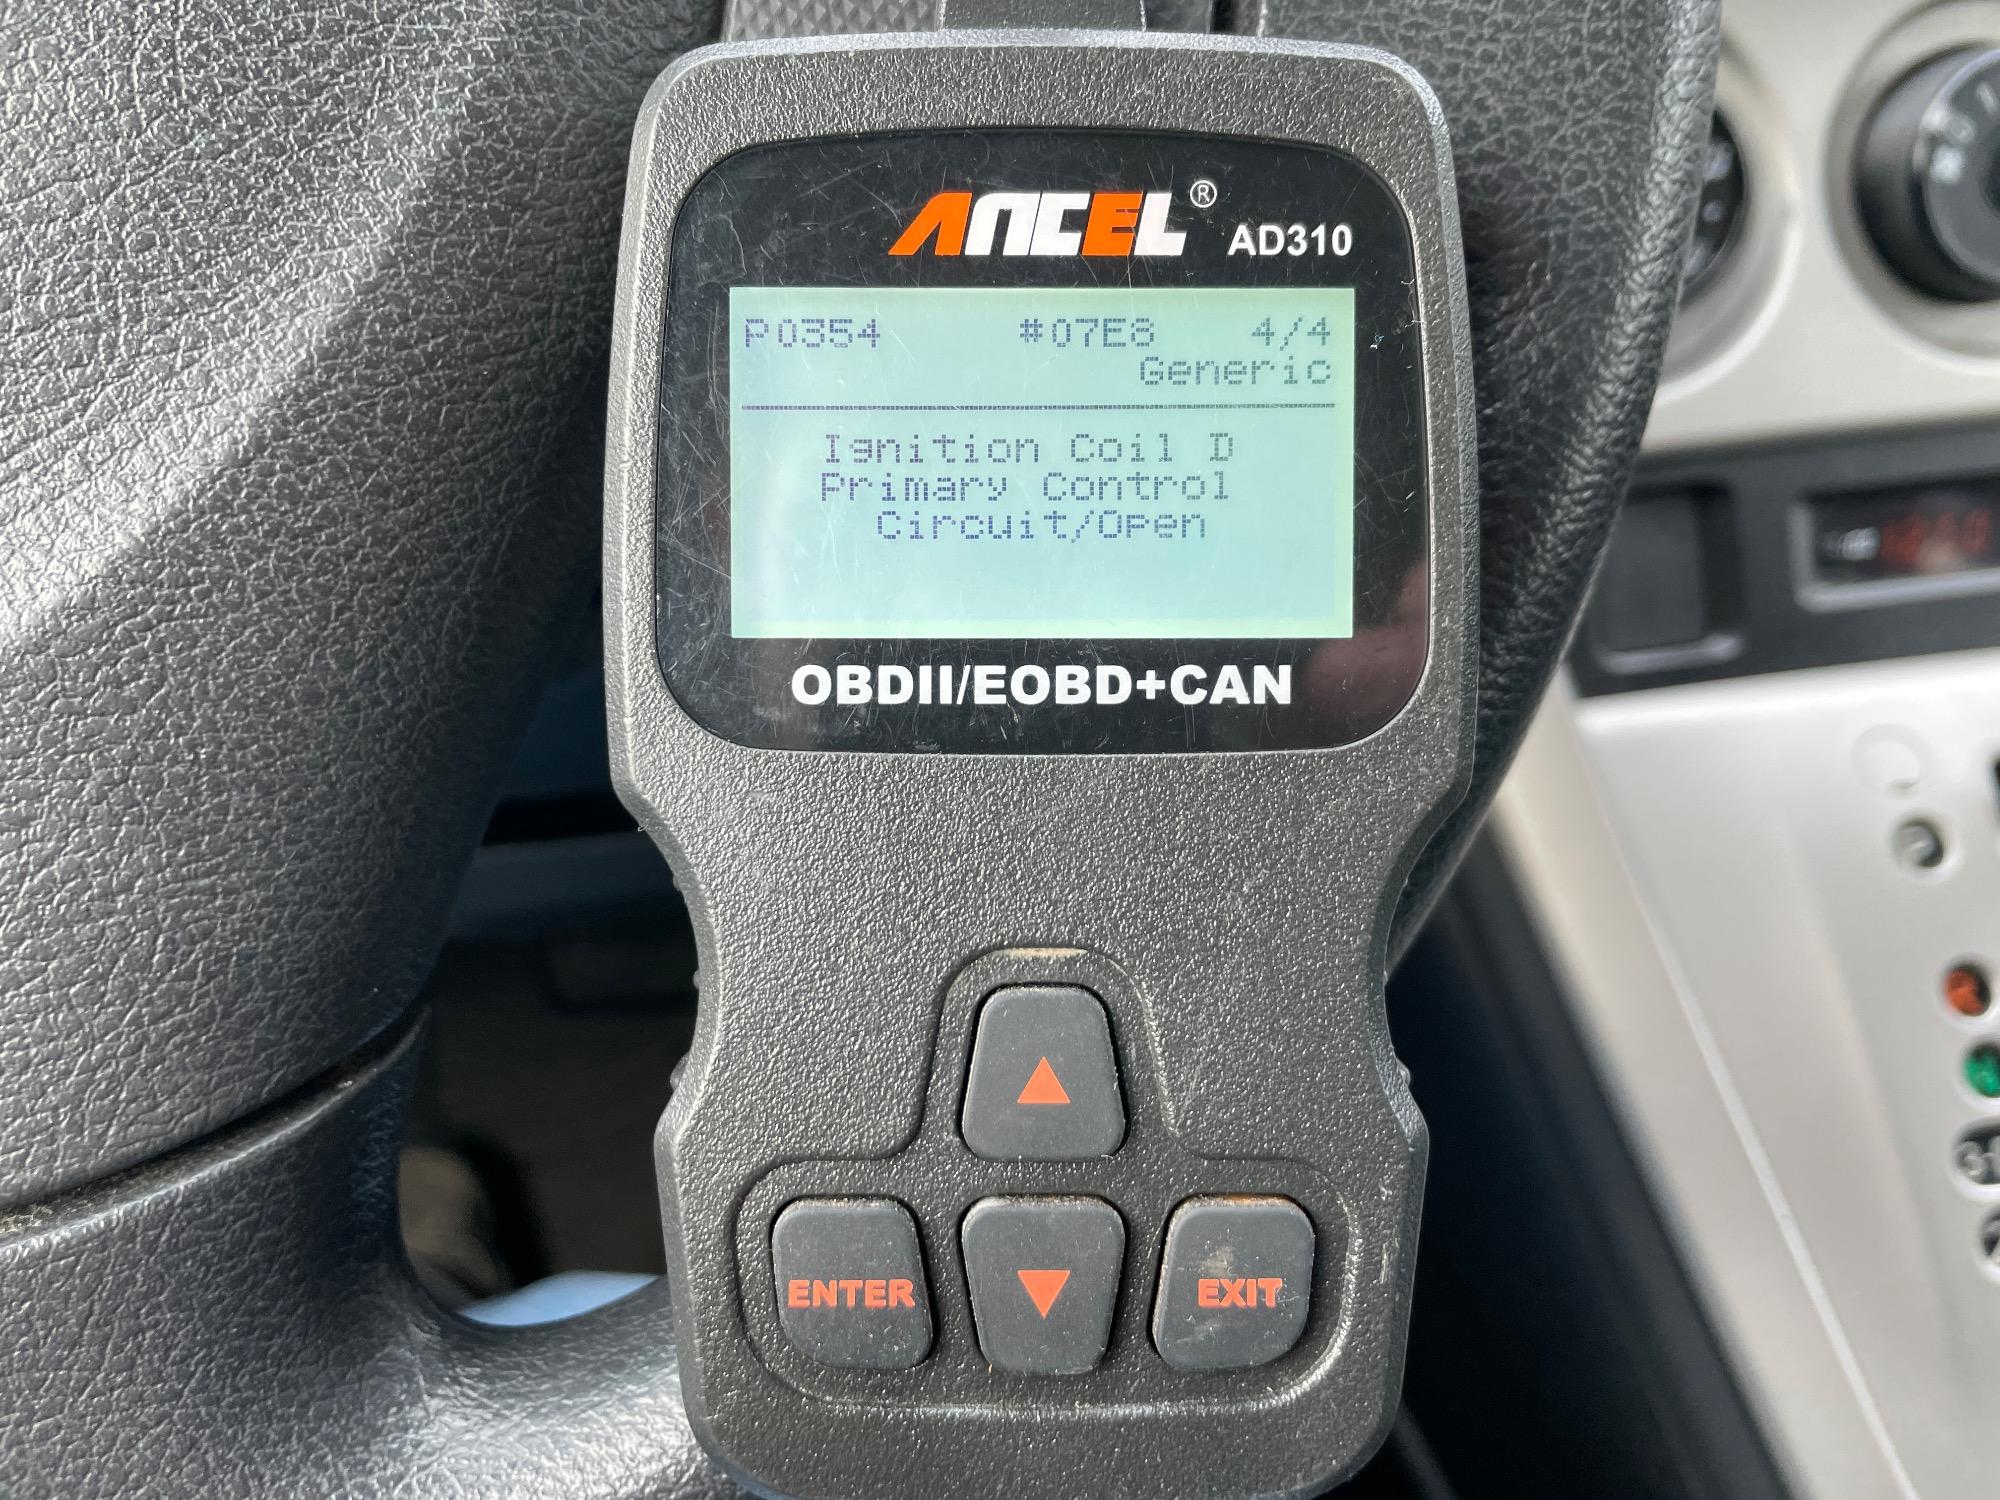 ANCEL® AD310
P0354 #07E8 4/4
Generic
Ignition Coil D
Primary Control
Circuit/Open
OBDII/EOBD+CAN
ENTER
EXIT
P